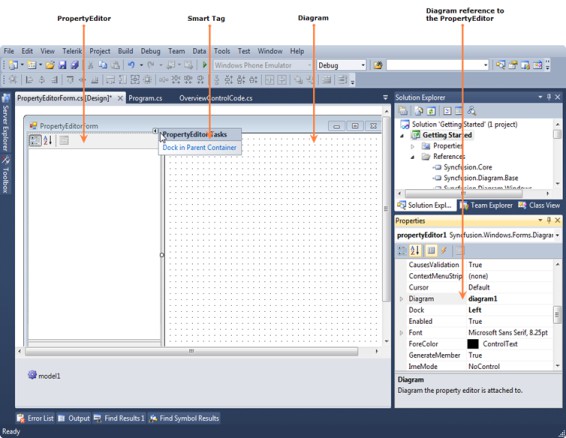 PropertyEditor
Smart Tag
Diagram
Diagram reference to
the PropertyEditor
File Edit View Telerik Project Build Debug Team Data Tools Test Window Help
Windows Phone Emulator
Debug
PropertyEditorForm.cs [Design]* Program.cs OverviewControlCode.cs
Server Explorer
Toolbox
PropertyEditorForm
PropertyEditor Tasks
Dock in Parent Container
model1
Solution Explorer
Solution 'Getting Started' (1 project)
Getting Started
Properties
References
Syncfusion.Core
Syncfusion.Diagram.Base
Syncfusion.Diagram.Windows
Solution Expl... Team Explorer Class View
Properties
propertyEditor1 Syncfusion.Windows.Forms.Diagrar
CausesValidation True
ContextMenuStrip (none)
Cursor Default
Diagram diagram1
Dock Left
Enabled True
Font Microsoft Sans Serif, 8.25pt
ForeColor ControlText
GenerateMember True
ImeMode NoControl
Diagram
Diagram the property editor is attached to.
Error List Output Find Results 1 Find Symbol Results
Ready